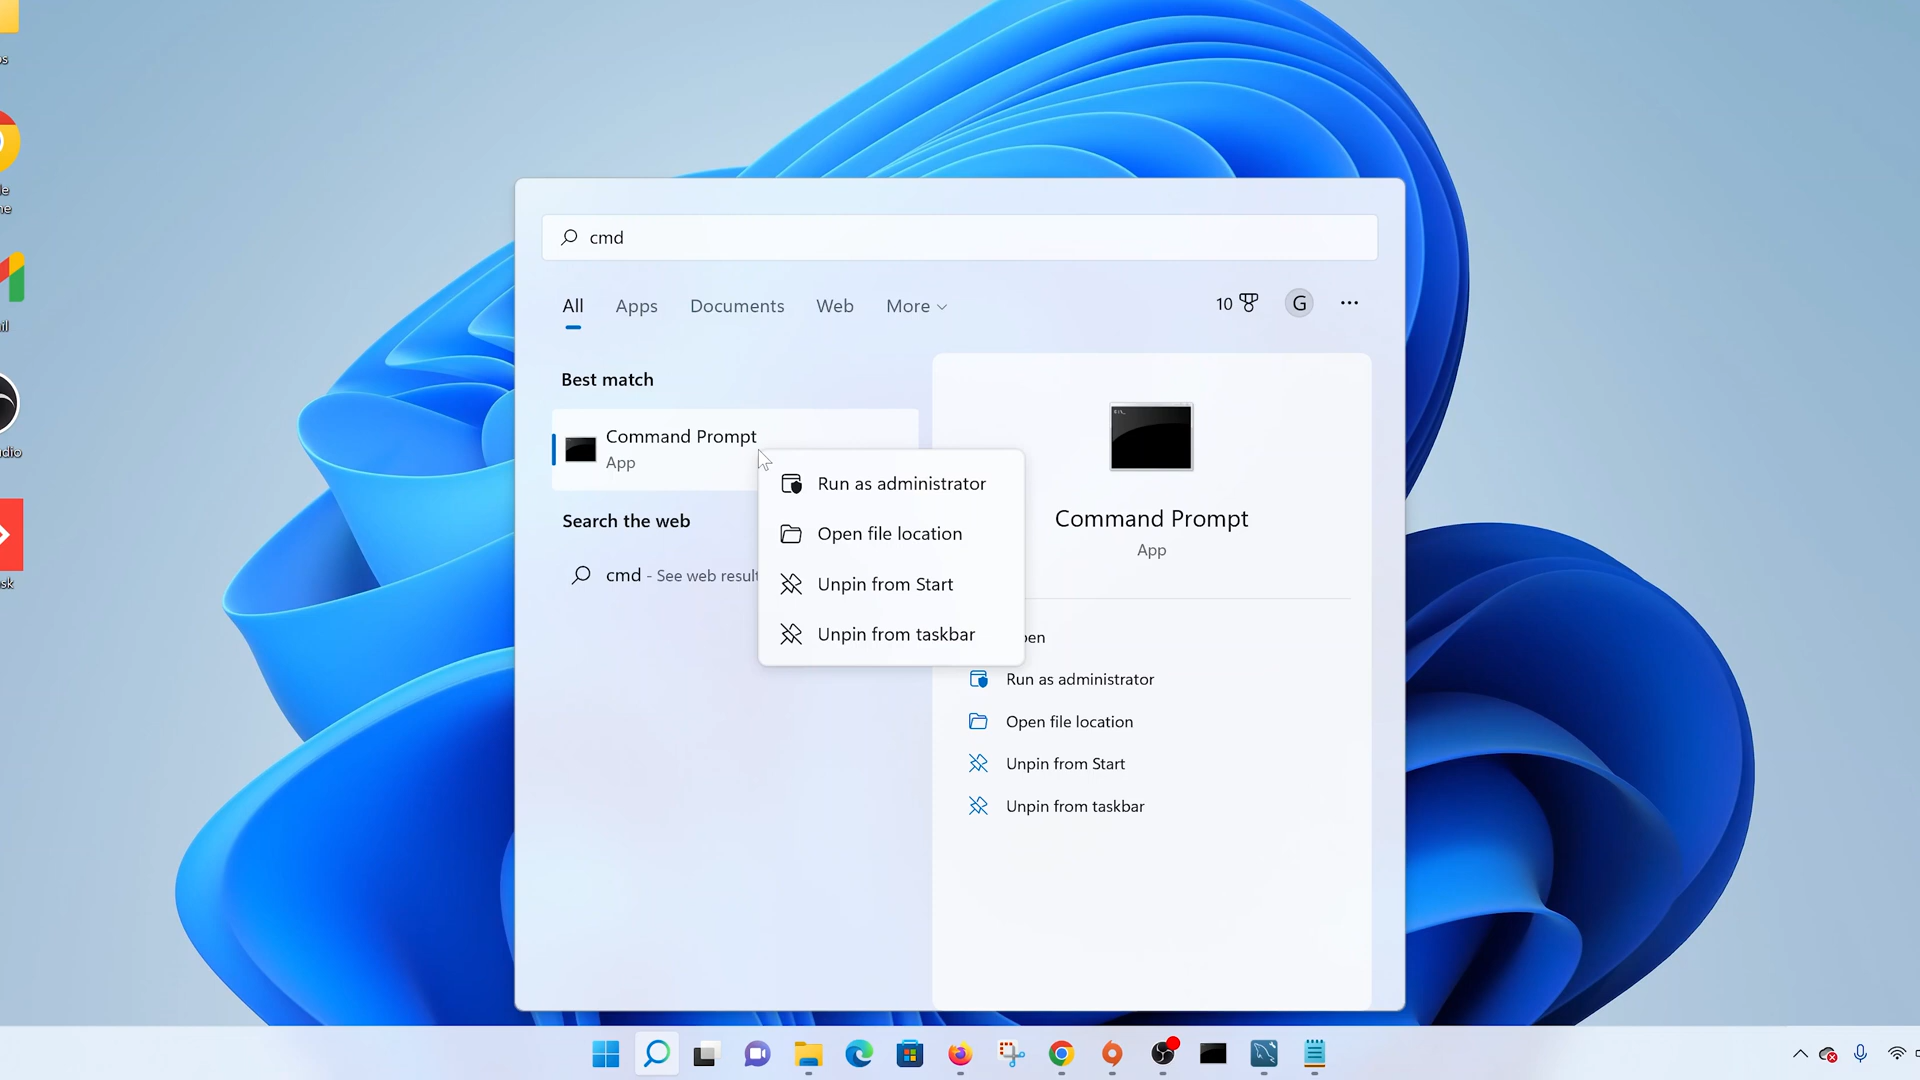 cmd
All Apps Documents Web More
10 G
Best match
Command Prompt
App
Search the web
cmd - See web result
Run as administrator
Open file location
Unpin from Start
Unpin from taskbar
Command Prompt
App
Run as administrator
Open file location
Unpin from Start
Unpin from taskbar